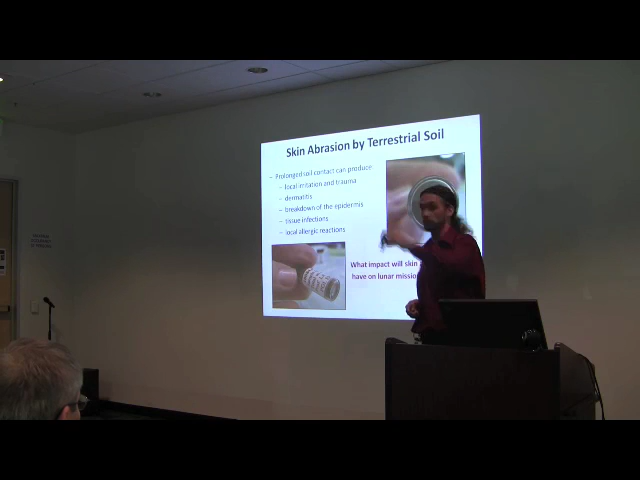 Skin Abrasion by Terrestrial Soil
– Prolonged soil contact can produce
– local irritation and trauma
– dermatitis
– breakdown of the epidermis
– tissue infections
– local allergic reactions
What impact will skin
have on lunar missio